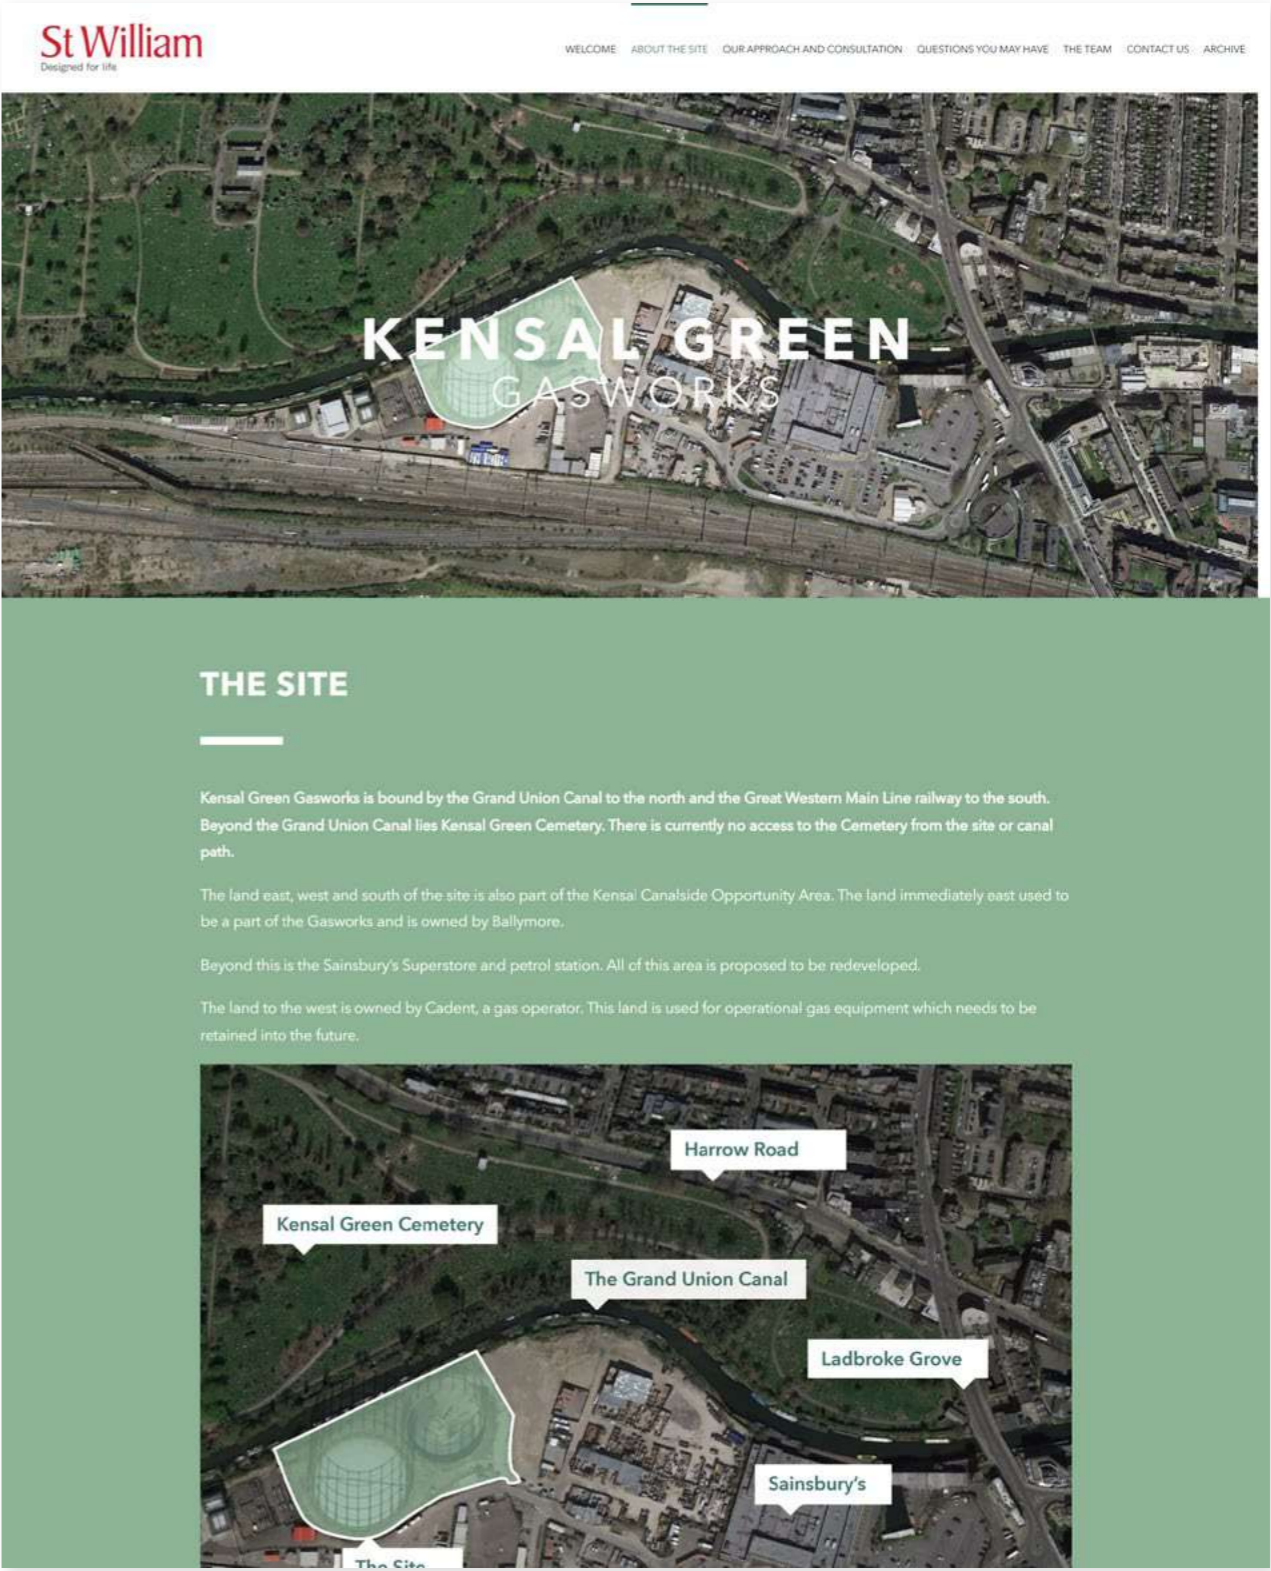 St William
Designed for life
WELCOME ABOUT THE SITE OUR APPROACH AND CONSULTATION QUESTIONS YOU MAY HAVE THE TEAM CONTACT US ARCHIVE
KENSAL GREEN –
GASWORKS
THE SITE
Kensal Green Gasworks is bound by the Grand Union Canal to the north and the Great Western Main Line railway to the south.
Beyond the Grand Union Canal lies Kensal Green Cemetery. There is currently no access to the Cemetery from the site or canal
path.
The land east, west and south of the site is also part of the Kensal Canalside Opportunity Area. The land immediately east used to
be a part of the Gasworks and is owned by Ballymore.
Beyond this is the Sainsbury's Superstore and petrol station. All of this area is proposed to be redeveloped.
The land to the west is owned by Cadent, a gas operator. This land is used for operational gas equipment which needs to be
retained into the future.
Harrow Road
Kensal Green Cemetery
The Grand Union Canal
Ladbroke Grove
Sainsbury's
The Site